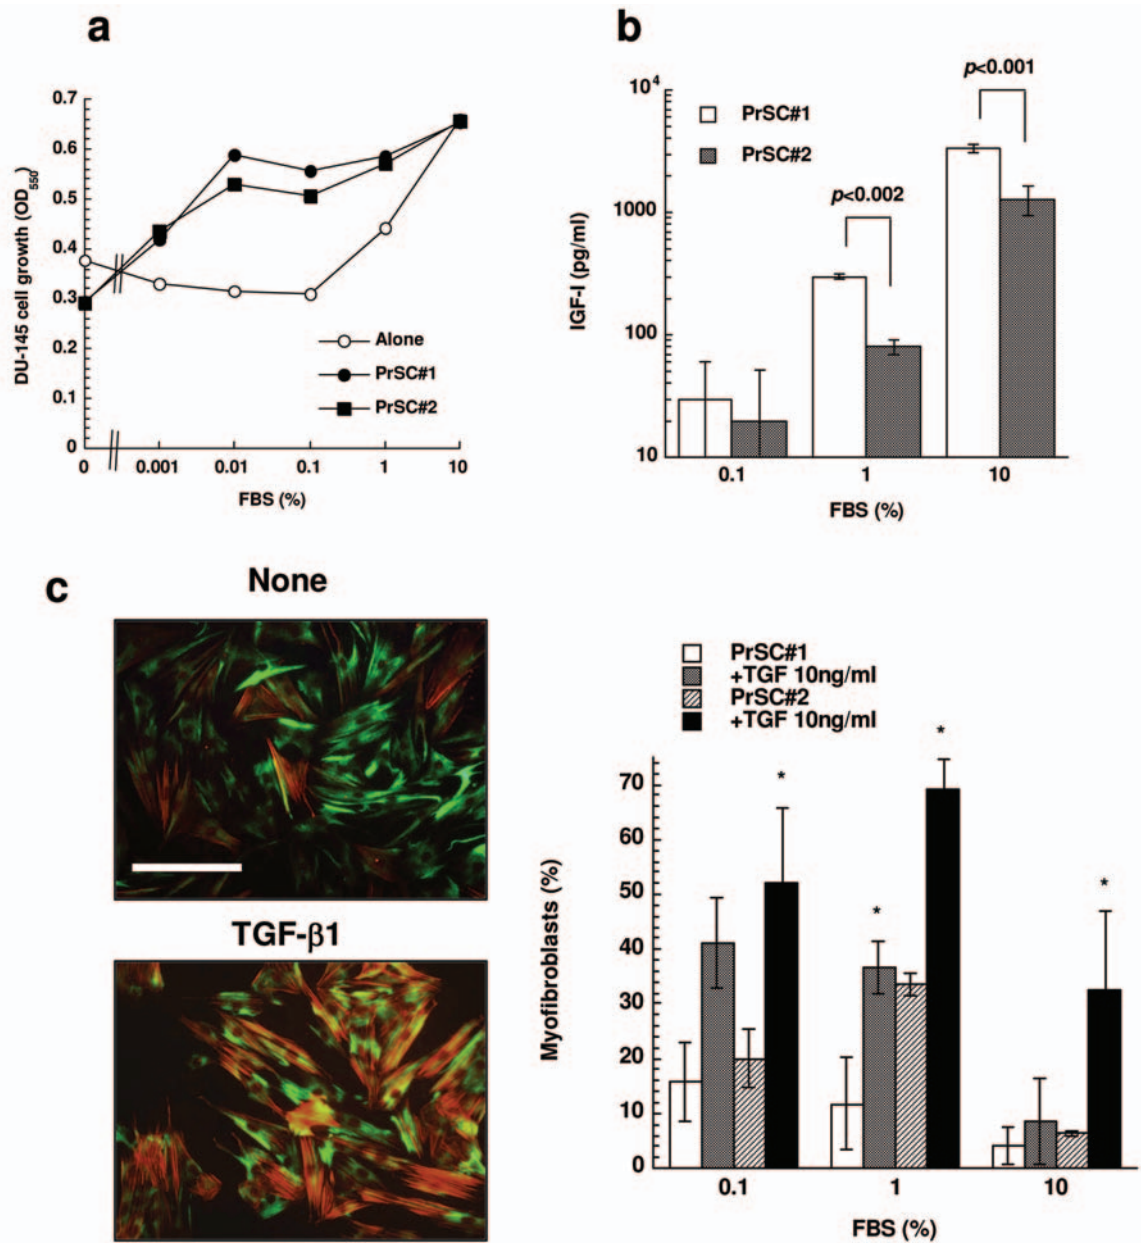 a
0.7
0.6
0.5
0.4
0.3
0.2
0.1
0
DU-145 cell growth (OD550)
Alone
PrSC#1
PrSC#2
0 0.001 0.01 0.1 1 10
FBS (%)
b
10^4
1000
100
10
IGF-I (pg/ml)
PrSC#1
PrSC#2
p<0.002
p<0.001
0.1 1 10
FBS (%)
c
None
TGF-β1
PrSC#1
+TGF 10ng/ml
PrSC#2
+TGF 10ng/ml
70
60
50
40
30
20
10
0
Myofibroblasts (%)
* * * *
0.1 1 10
FBS (%)